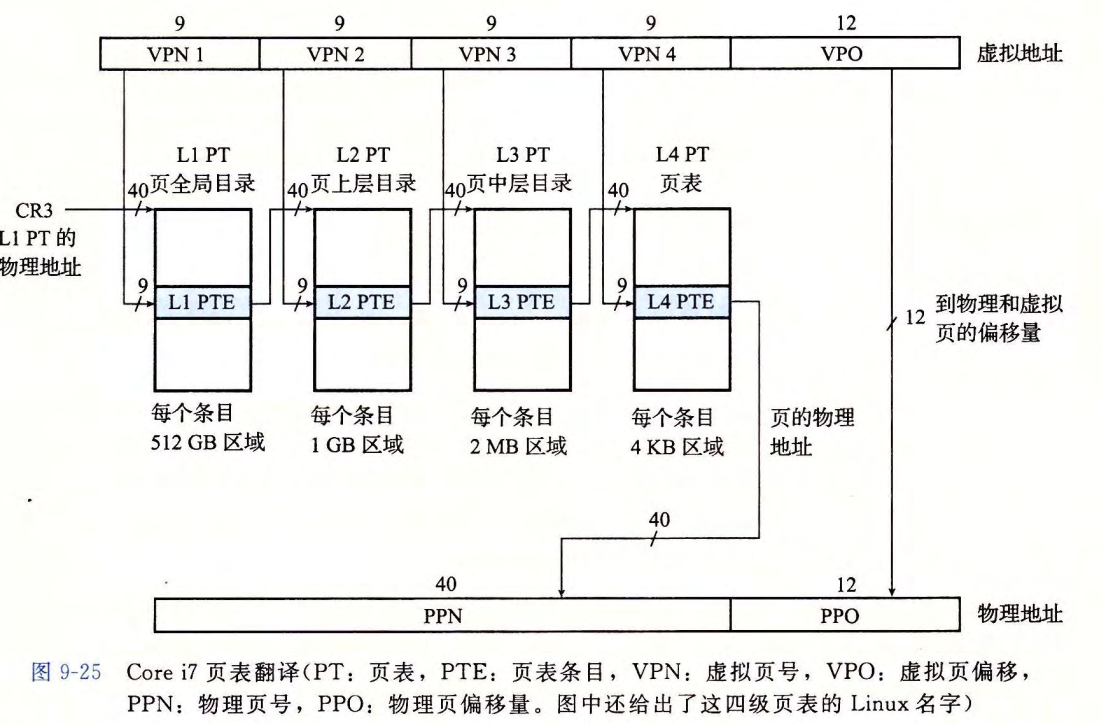 9 9 9 9 12
VPN 1 VPN 2 VPN 3 VPN 4 VPO 虚拟地址
L1 PT L2 PT L3 PT L4 PT
页全局目录 页上层目录 页中层目录 页表
40 40 40 40
CR3
L1 PT 的
物理地址
9 9 9 9
L1 PTE L2 PTE L3 PTE L4 PTE
12 到物理和虚拟
页的偏移量
每个条目 每个条目 每个条目 每个条目 页的物理
512 GB 区域 1 GB 区域 2 MB 区域 4 KB 区域 地址
40
40 12
PPN PPO 物理地址
图 9-25 Core i7 页表翻译(PT：页表，PTE：页表条目，VPN：虚拟页号，VPO：虚拟页偏移，
PPN：物理页号，PPO：物理页偏移量。图中还给出了这四级页表的 Linux 名字)